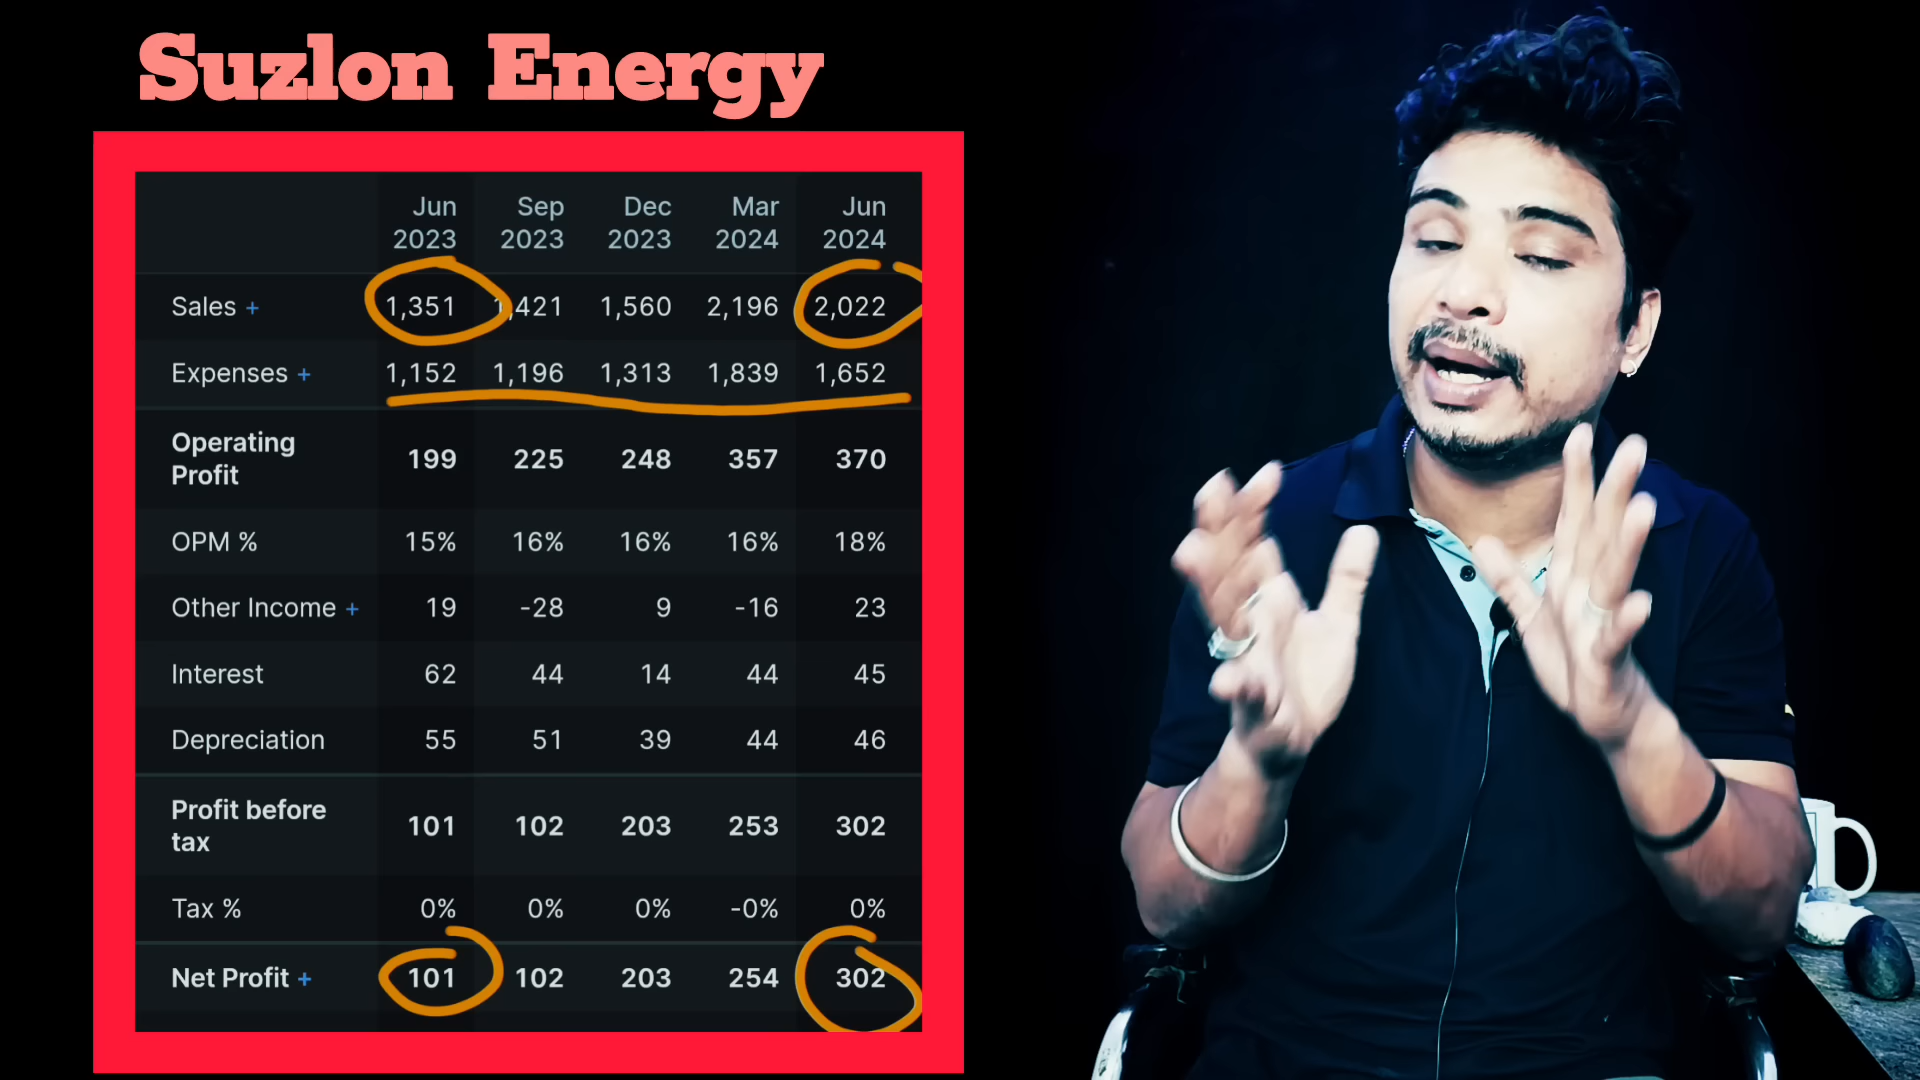 Suzlon Energy
Jun 2023 Sep 2023 Dec 2023 Mar 2024 Jun 2024
Sales + 1,351 1,421 1,560 2,196 2,022
Expenses + 1,152 1,196 1,313 1,839 1,652
Operating Profit 199 225 248 357 370
OPM % 15% 16% 16% 16% 18%
Other Income + 19 -28 9 -16 23
Interest 62 44 14 44 45
Depreciation 55 51 39 44 46
Profit before tax 101 102 203 253 302
Tax % 0% 0% 0% -0% 0%
Net Profit + 101 102 203 254 302